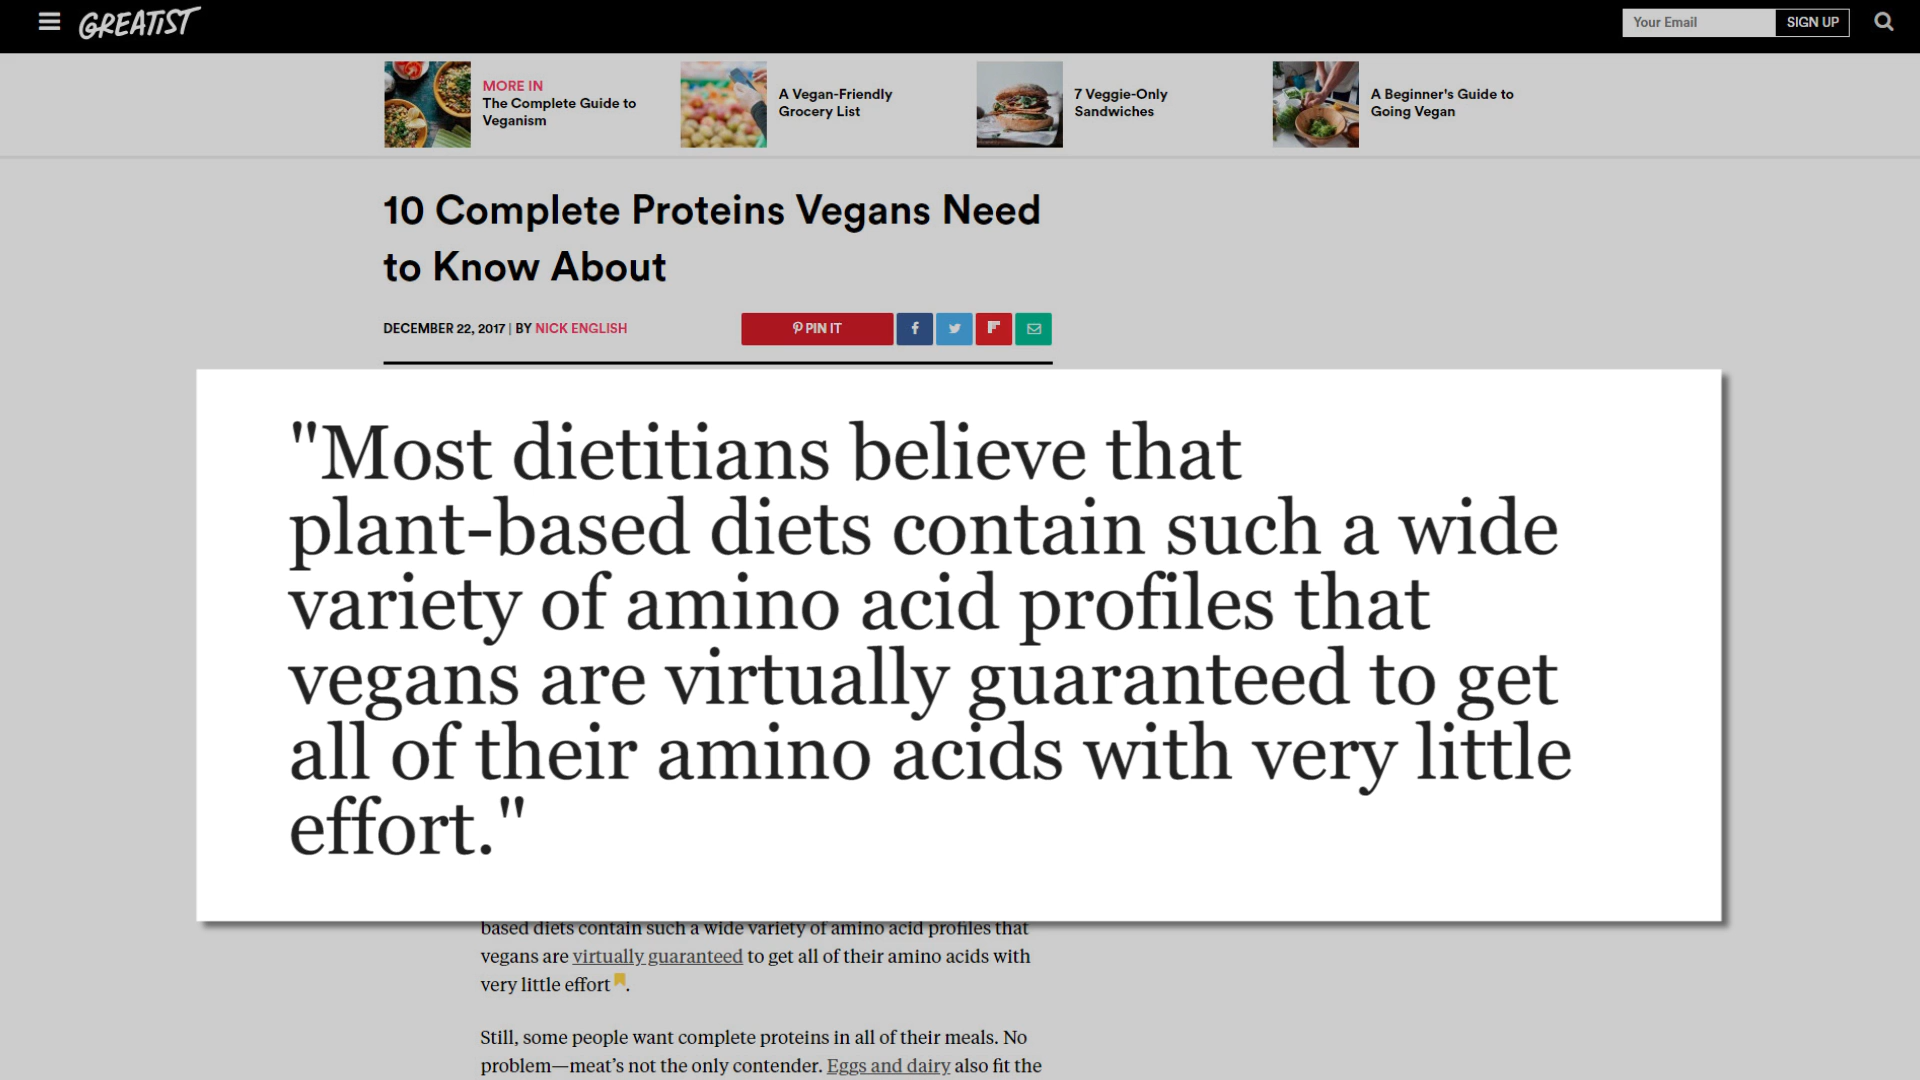 GREATIST
Your Email
SIGN UP
MORE IN
The Complete Guide to
Veganism
A Vegan-Friendly
Grocery List
7 Veggie-Only
Sandwiches
A Beginner's Guide to
Going Vegan
10 Complete Proteins Vegans Need
to Know About
DECEMBER 22, 2017 | BY NICK ENGLISH
PIN IT
"Most dietitians believe that
plant-based diets contain such a wide
variety of amino acid profiles that
vegans are virtually guaranteed to get
all of their amino acids with very little
effort."
based diets contain such a wide variety of amino acid profiles that
vegans are virtually guaranteed to get all of their amino acids with
very little effort.
Still, some people want complete proteins in all of their meals. No
problem—meat's not the only contender. Eggs and dairy also fit the